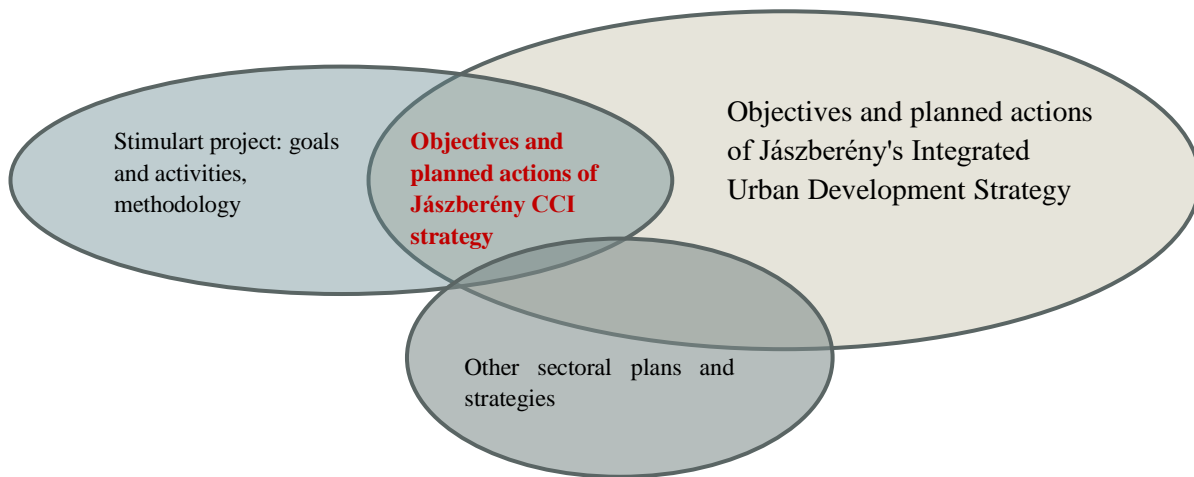 Stimulart project: goals
and activities,
methodology
Objectives and
planned actions of
Jászberény CCI
strategy
Objectives and planned actions
of Jászberény's Integrated
Urban Development Strategy
Other sectoral plans and
strategies